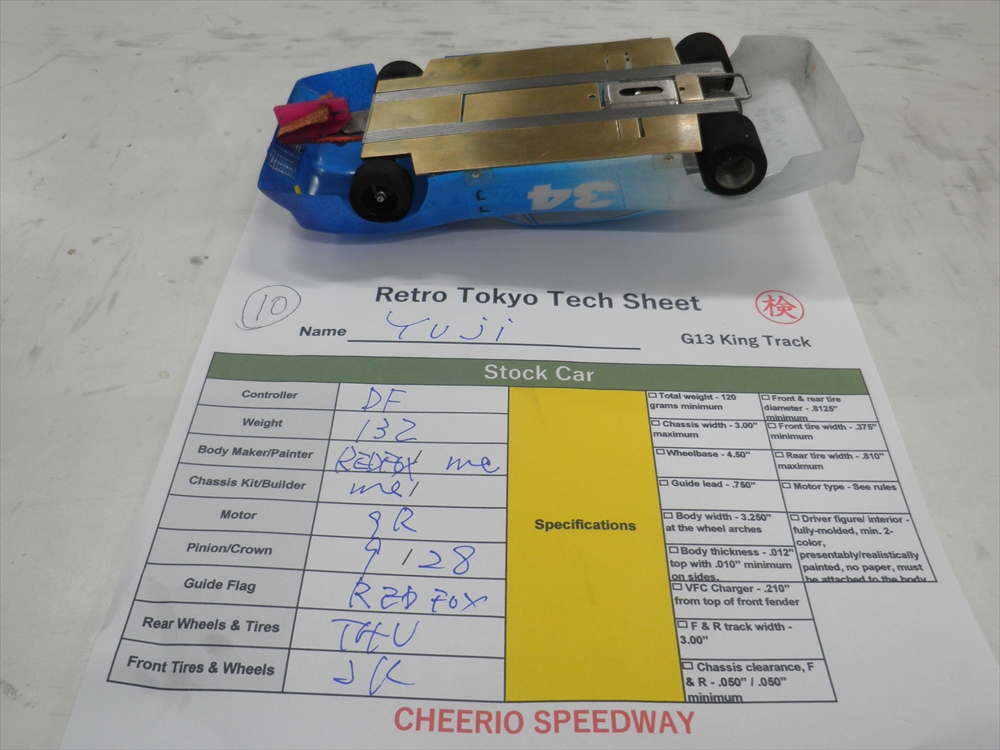 34
10
Retro Tokyo Tech Sheet
検
Name Yuji
G13 King Track
Stock Car
Controller DF
Weight 132
Body Maker/Painter REDFOX / me
Chassis Kit/Builder me /
Motor R
Pinion/Crown 9 / 28
Guide Flag RED FOX
Rear Wheels & Tires
Front Tires & Wheels JK
Specifications
☐ Total weight - 120 grams minimum
☐ Front & rear tire diameter - .8125" minimum
☐ Chassis width - 3.00" maximum
☐ Front tire width - .375" minimum
☐ Wheelbase - 4.50"
☐ Rear tire width - .810" maximum
☐ Guide lead - .750"
☐ Motor type - See rules
☐ Body width - 3.250" at the wheel arches
☐ Driver figure/ interior - fully-molded, min. 2-color, presentably/realistically painted, no paper, must be attached to the body
☐ Body thickness - .012" top with .010" minimum on sides.
☐ VFC Charger - .210" from top of front fender
☐ F & R track width - 3.00"
☐ Chassis clearance, F & R - .050" / .050" minimum
CHEERIO SPEEDWAY